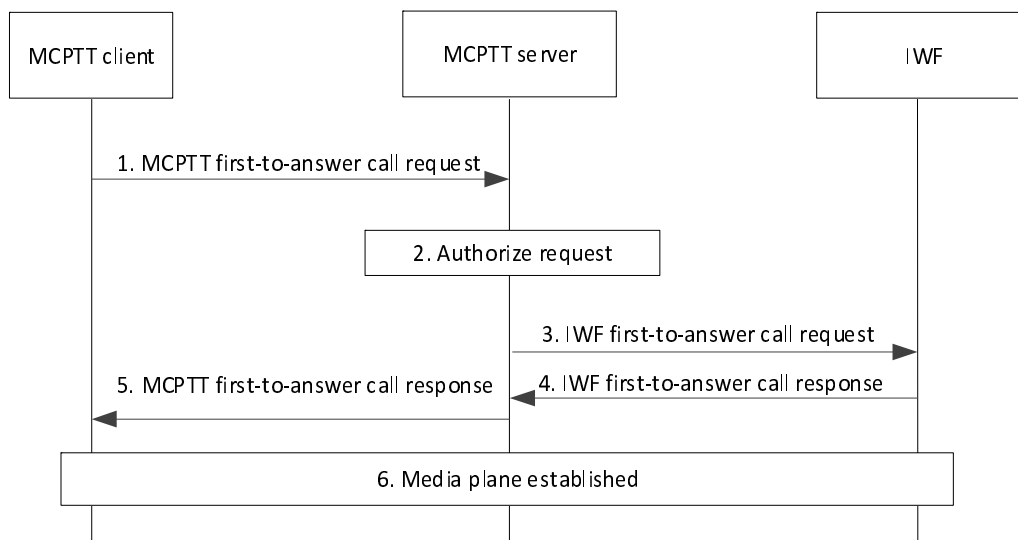 MCPTT client
MCPTT server
IWF
1. MCPTT first-to-answer call request
2. Authorize request
3. IWF first-to-answer call request
4. IWF first-to-answer call response
5. MCPTT first-to-answer call response
6. Media plane established